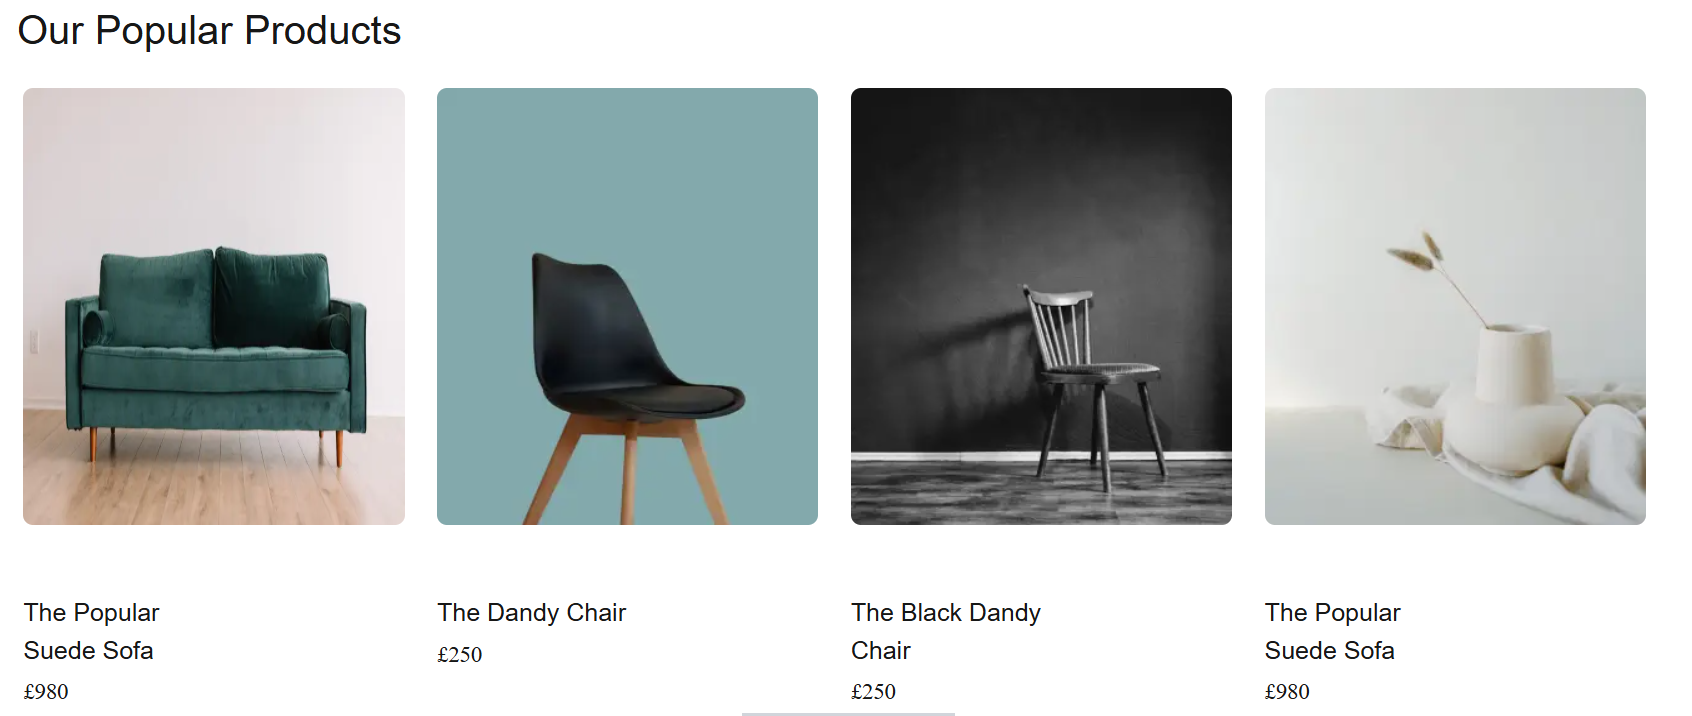 Our Popular Products
The Popular
Suede Sofa
£980
The Dandy Chair
£250
The Black Dandy
Chair
£250
The Popular
Suede Sofa
£980